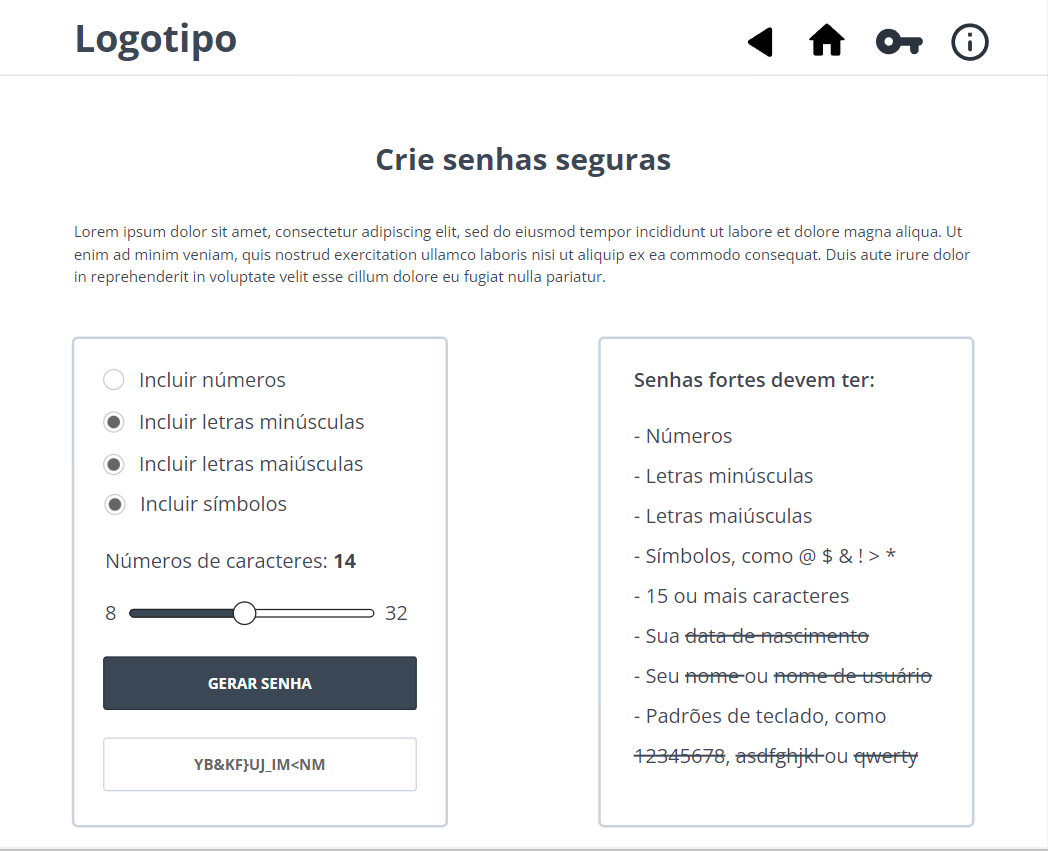 Logotipo
Crie senhas seguras
Lorem ipsum dolor sit amet, consectetur adipiscing elit, sed do eiusmod tempor incididunt ut labore et dolore magna aliqua. Ut
enim ad minim veniam, quis nostrud exercitation ullamco laboris nisi ut aliquip ex ea commodo consequat. Duis aute irure dolor
in reprehenderit in voluptate velit esse cillum dolore eu fugiat nulla pariatur.
Incluir números
Incluir letras minúsculas
Incluir letras maiúsculas
Incluir símbolos
Números de caracteres: 14
8 32
GERAR SENHA
YB&KF}UJ_IM<NM
Senhas fortes devem ter:
- Números
- Letras minúsculas
- Letras maiúsculas
- Símbolos, como @ $ & ! > *
- 15 ou mais caracteres
- Sua data de nascimento
- Seu nome ou nome de usuário
- Padrões de teclado, como
12345678, asdfghjkl ou qwerty